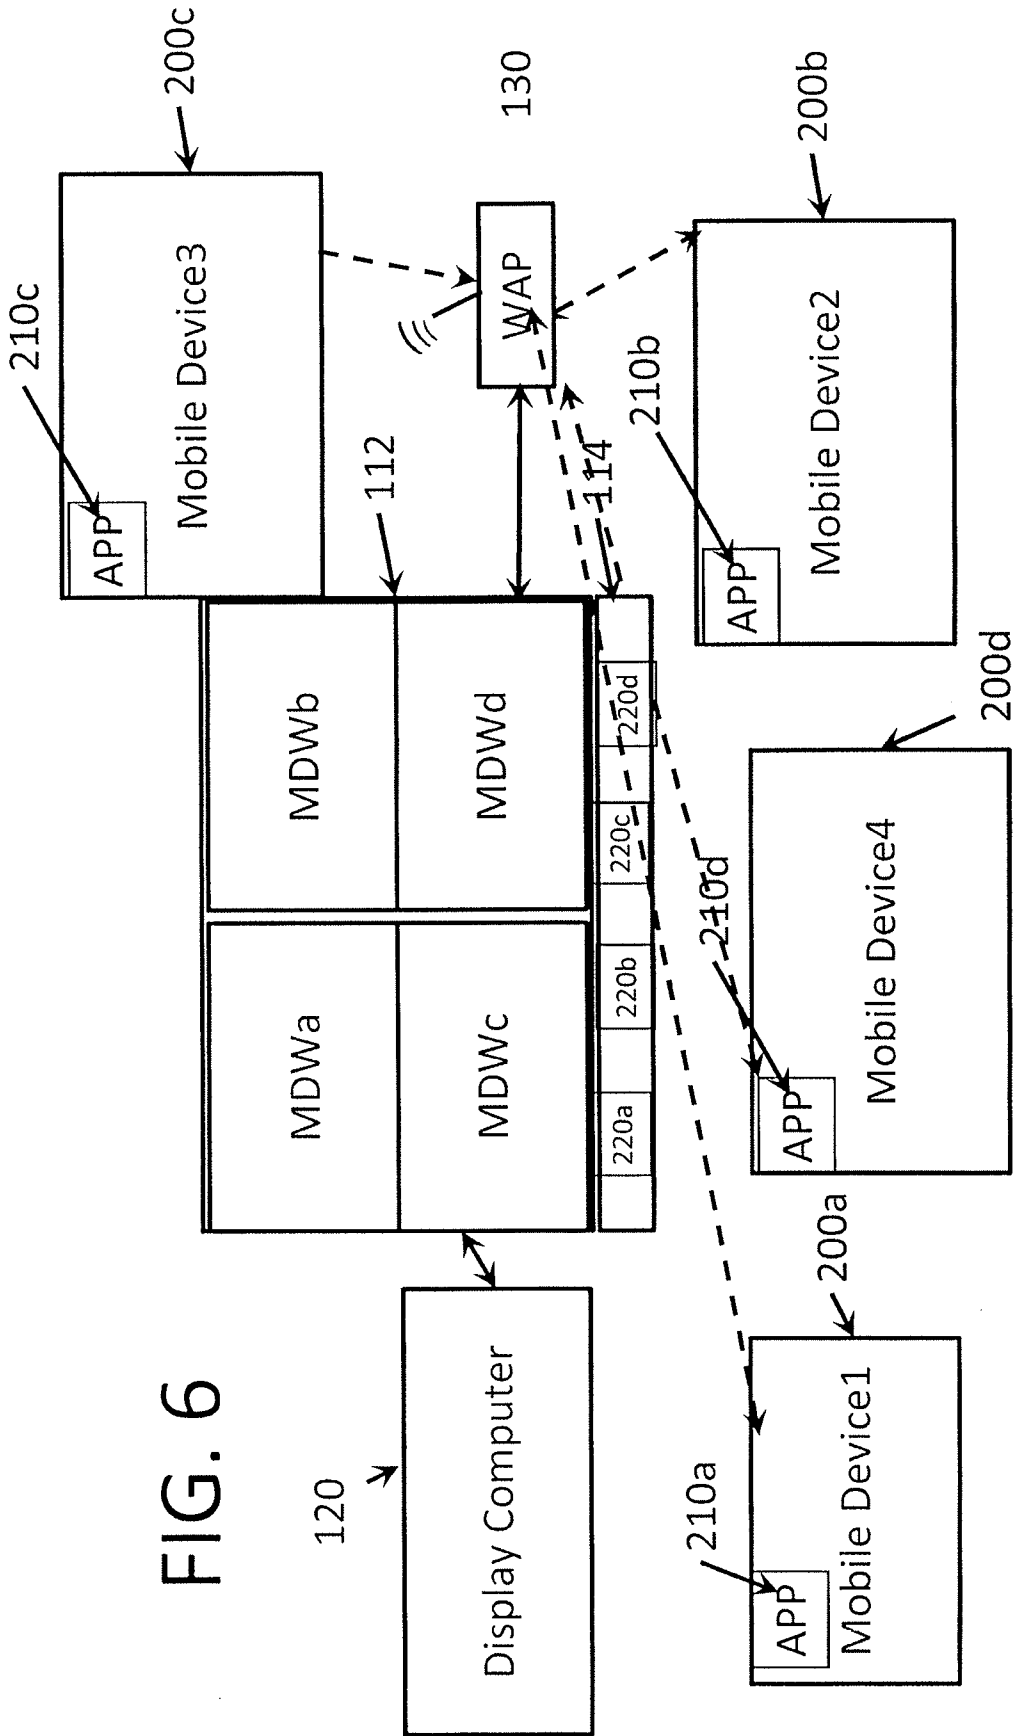 FIG. 6
210c
200c
APP
Mobile Device3
112
130
120
MDWa
MDWb
WAP
Display Computer
MDWc
MDWd
114
220a
220b
220c
220d
210a
200a
210d
210b
200b
APP
APP
APP
Mobile Device1
Mobile Device4
Mobile Device2
200d